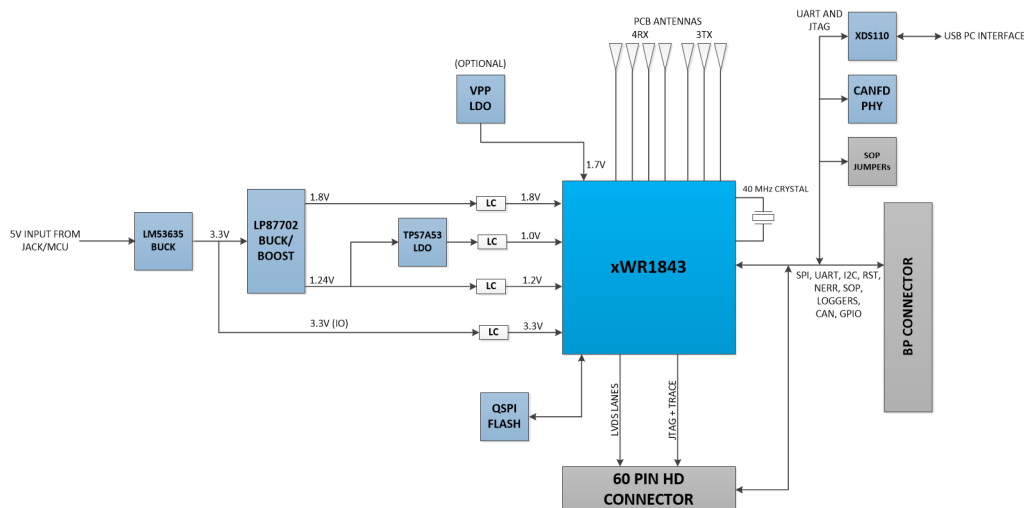 PCB ANTENNAS
4RX 3TX
UART AND
JTAG
XDS110
USB PC INTERFACE
(OPTIONAL)
VPP
LDO
CANFD
PHY
1.7V
SOP
JUMPERs
40 MHz CRYSTAL
1.8V
LC
1.8V
5V INPUT FROM
JACK/MCU
LM53635
BUCK
3.3V
LP87702
BUCK/
BOOST
TPS7A53
LDO
LC
1.0V
xWR1843
1.24V
LC
1.2V
SPI, UART, I2C, RST,
NERR, SOP,
LOGGERS,
CAN, GPIO
BP CONNECTOR
3.3V (IO)
LC
3.3V
QSPI
FLASH
LVDS LANES
JTAG + TRACE
60 PIN HD
CONNECTOR